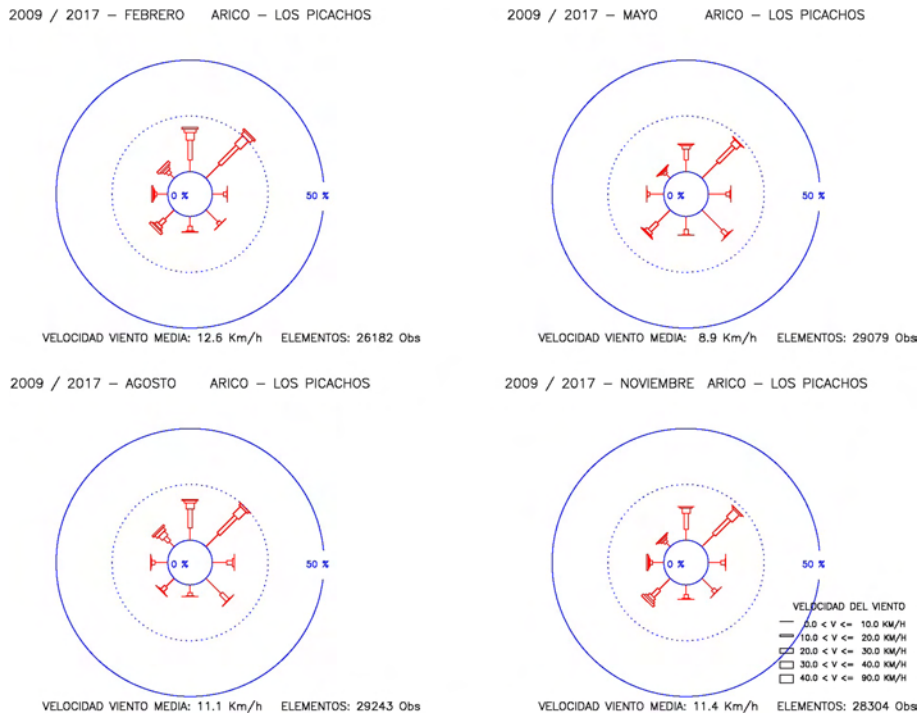 2009 / 2017 – FEBRERO ARICO – LOS PICACHOS
0 %
50 %
VELOCIDAD VIENTO MEDIA: 12.6 Km/h ELEMENTOS: 26182 Obs
2009 / 2017 – MAYO ARICO – LOS PICACHOS
0 %
50 %
VELOCIDAD VIENTO MEDIA: 8.9 Km/h ELEMENTOS: 29079 Obs
2009 / 2017 – AGOSTO ARICO – LOS PICACHOS
0 %
50 %
VELOCIDAD VIENTO MEDIA: 11.1 Km/h ELEMENTOS: 29243 Obs
2009 / 2017 – NOVIEMBRE ARICO – LOS PICACHOS
0 %
50 %
VELOCIDAD DEL VIENTO
0.0 < V <= 10.0 KM/H
10.0 < V <= 20.0 KM/H
20.0 < V <= 30.0 KM/H
30.0 < V <= 40.0 KM/H
40.0 < V <= 90.0 KM/H
VELOCIDAD VIENTO MEDIA: 11.4 Km/h ELEMENTOS: 28304 Obs